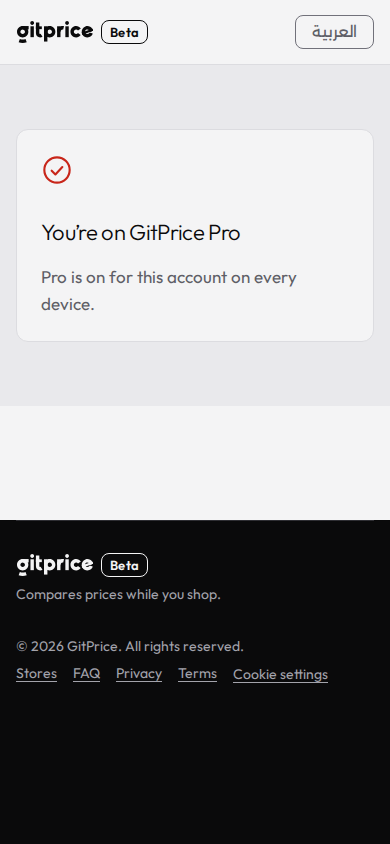 gitprice Beta
العربية
You're on GitPrice Pro
Pro is on for this account on every
device.
gitprice Beta
Compares prices while you shop.
© 2026 GitPrice. All rights reserved.
Stores FAQ Privacy Terms Cookie settings